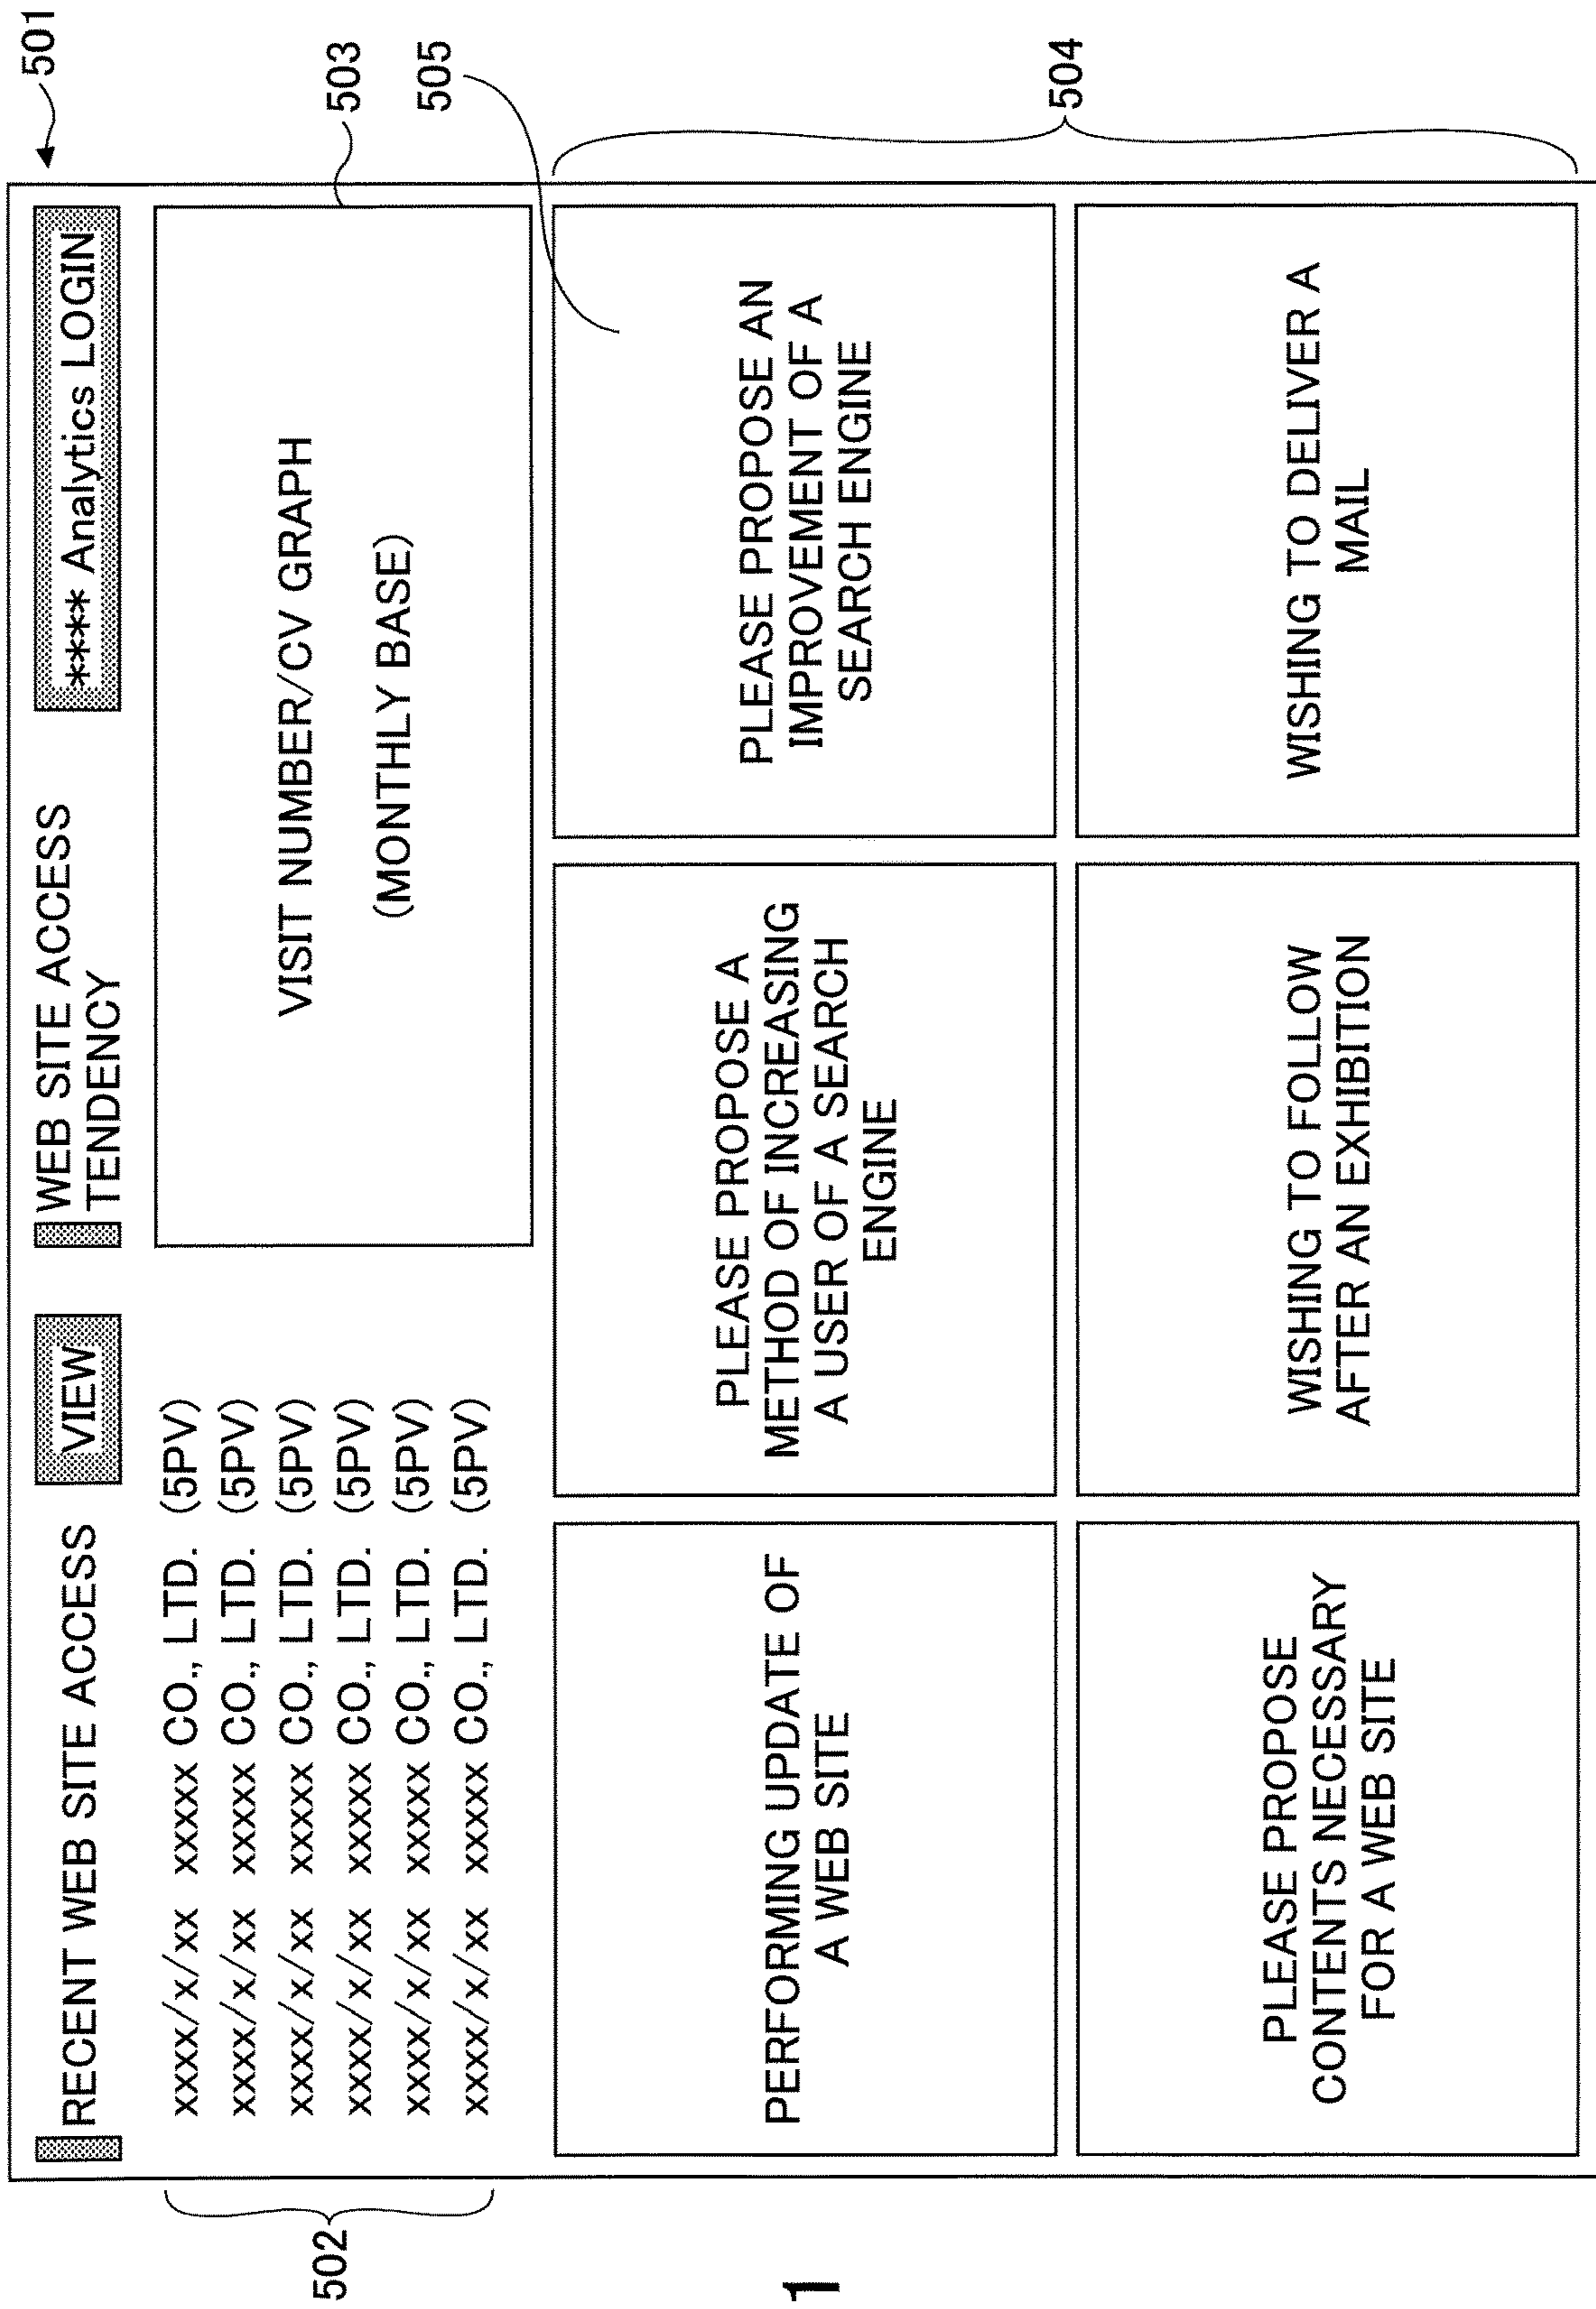 501
RECENT WEB SITE ACCESS
VIEW
WEB SITE ACCESS
TENDENCY
**** Analytics LOGIN
502
xxxx/x/xx xxxxx CO., LTD. (5PV)
xxxx/x/xx xxxxx CO., LTD. (5PV)
xxxx/x/xx xxxxx CO., LTD. (5PV)
xxxx/x/xx xxxxx CO., LTD. (5PV)
xxxx/x/xx xxxxx CO., LTD. (5PV)
xxxx/x/xx xxxxx CO., LTD. (5PV)
VISIT NUMBER/CV GRAPH
(MONTHLY BASE)
503
505
PERFORMING UPDATE OF
A WEB SITE
PLEASE PROPOSE A
METHOD OF INCREASING
A USER OF A SEARCH
ENGINE
PLEASE PROPOSE AN
IMPROVEMENT OF A
SEARCH ENGINE
504
PLEASE PROPOSE
CONTENTS NECESSARY
FOR A WEB SITE
WISHING TO FOLLOW
AFTER AN EXHIBITION
WISHING TO DELIVER A
MAIL
1